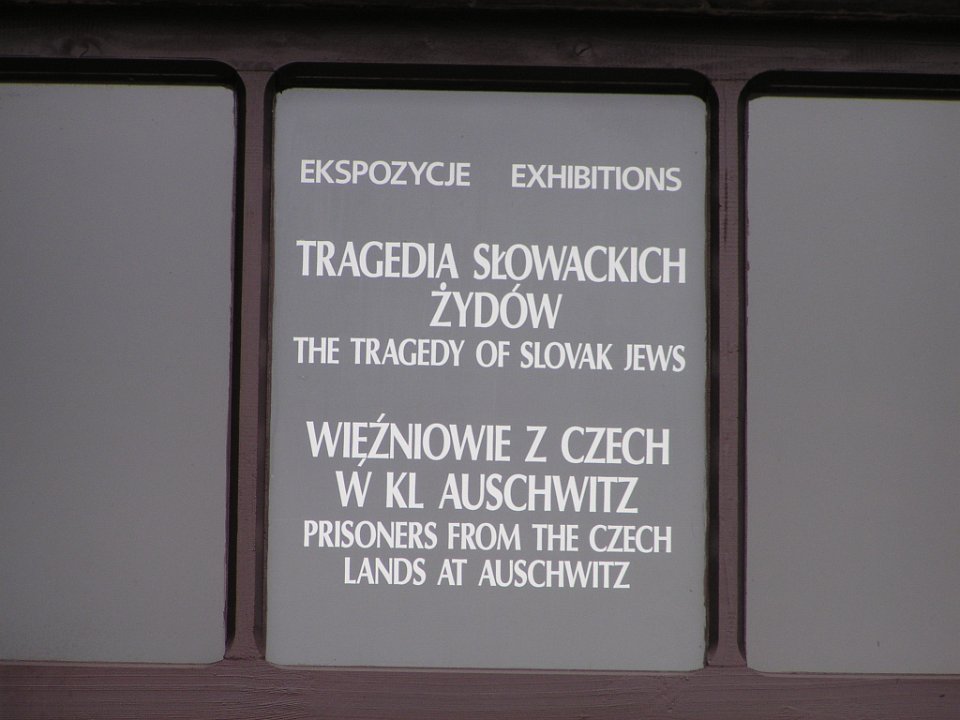 EKSPOZYCJE EXHIBITIONS
TRAGEDIA SŁOWACKICH
ŻYDÓW
THE TRAGEDY OF SLOVAK JEWS
WIĘŹNIOWIE Z CZECH
W KL AUSCHWITZ
PRISONERS FROM THE CZECH
LANDS AT AUSCHWITZ